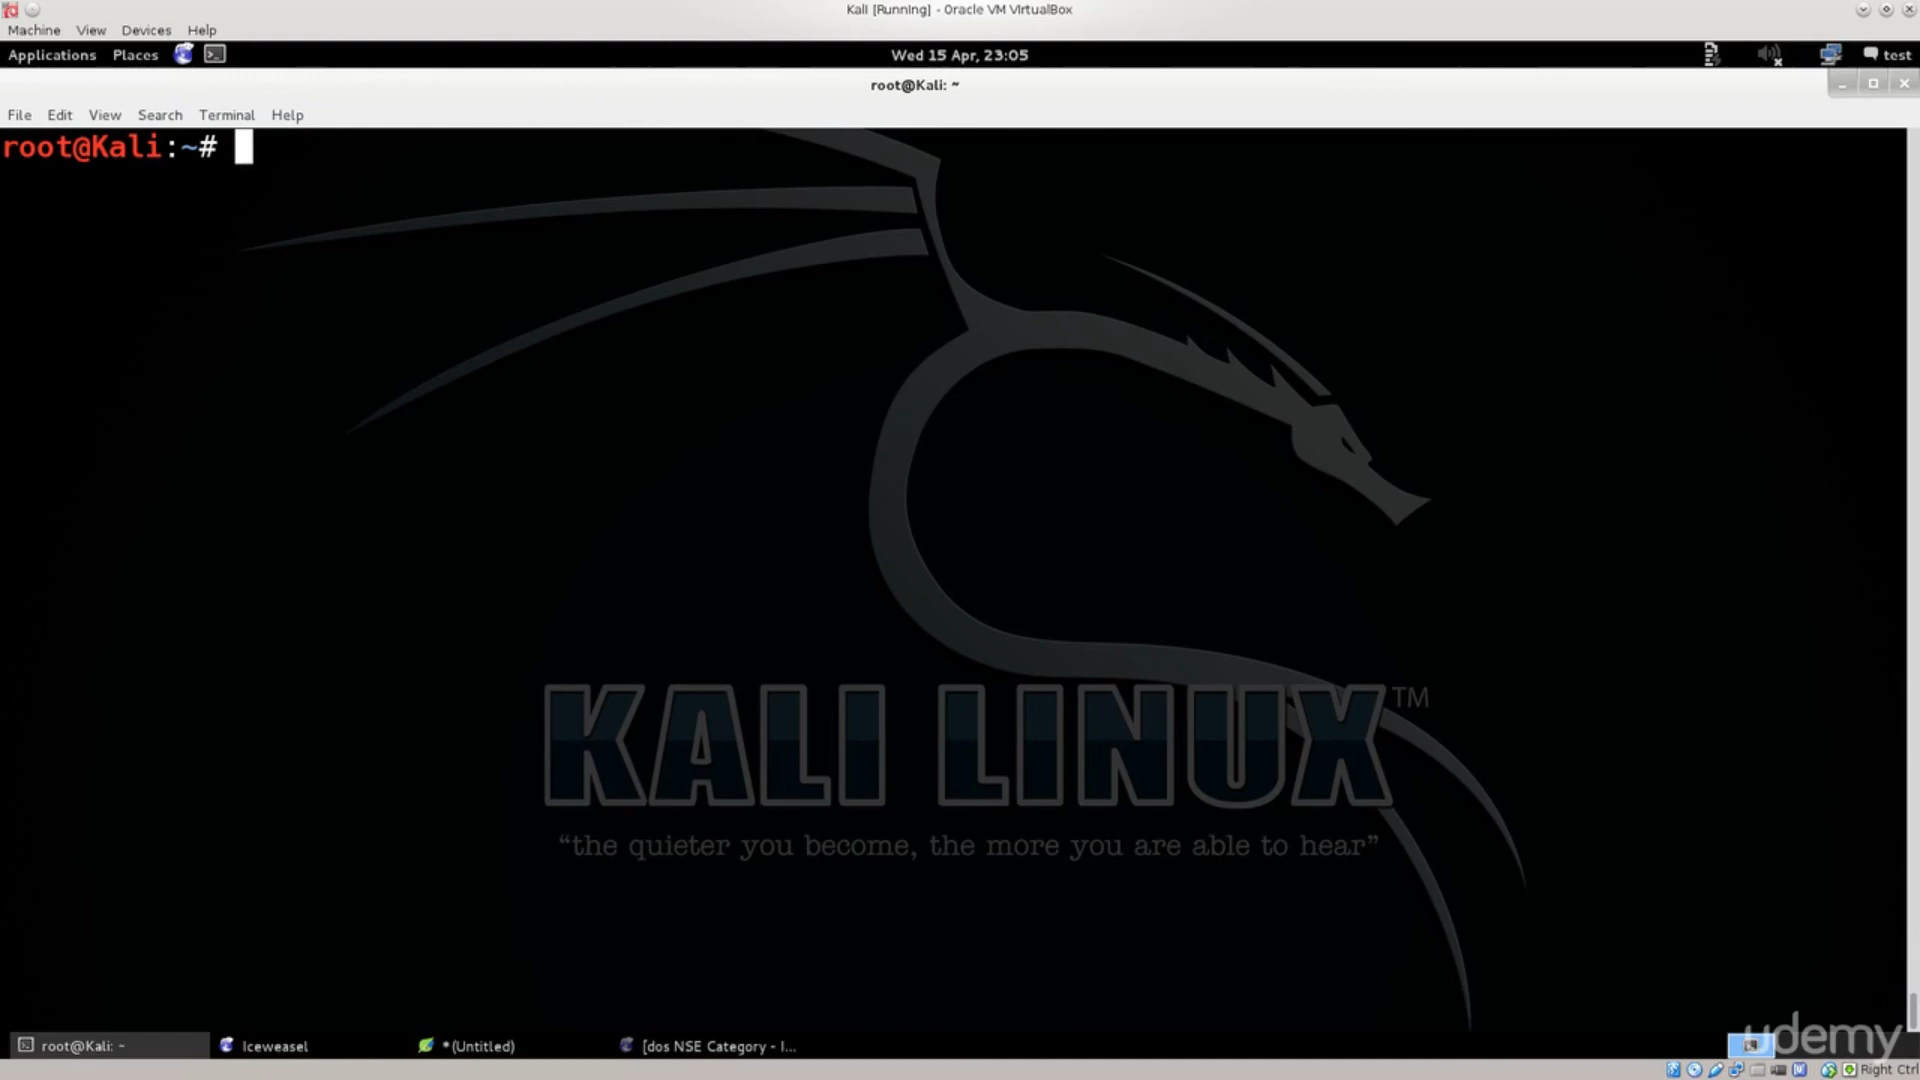 Kali [Running] - Oracle VM VirtualBox
Machine View Devices Help
Applications Places Wed 15 Apr, 23:05 test
root@Kali: ~
File Edit View Search Terminal Help
root@Kali:~#
KALI LINUX™
“the quieter you become, the more you are able to hear”
root@Kali: ~ Iceweasel *(Untitled) [dos NSE Category - I...
udemy
Right Ctrl